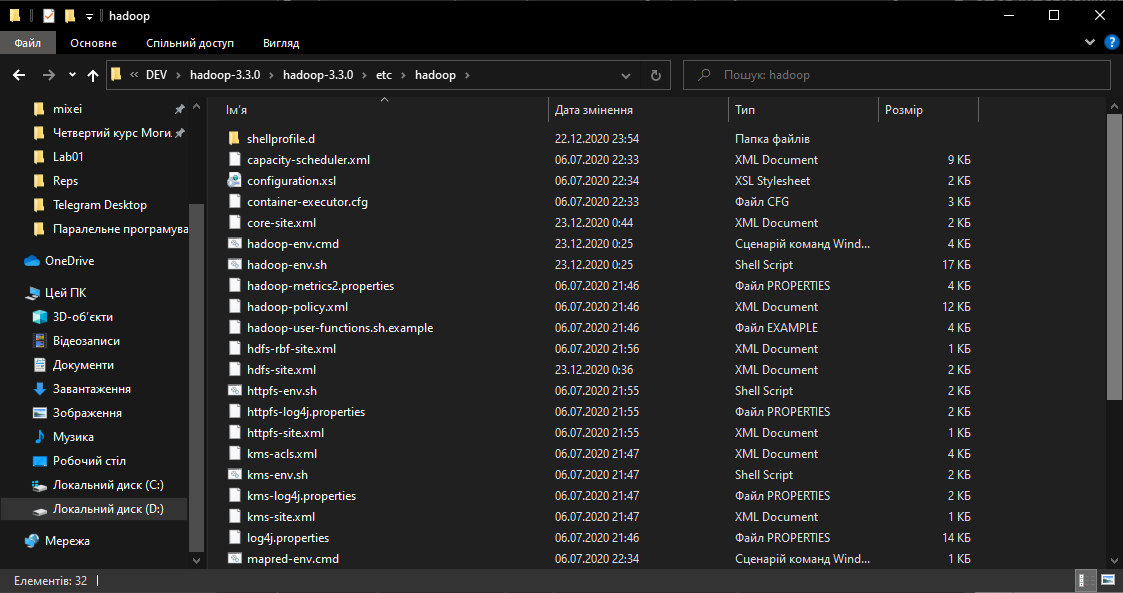 hadoop
Файл Основне Спільний доступ Вигляд
« DEV › hadoop-3.3.0 › hadoop-3.3.0 › etc › hadoop ›
Пошук: hadoop
mixei
Четвертий курс Моги
Lab01
Reps
Telegram Desktop
Паралельне програмува
OneDrive
Цей ПК
3D-об'єкти
Відеозаписи
Документи
Завантаження
Зображення
Музика
Робочий стіл
Локальний диск (C:)
Локальний диск (D:)
Мережа
Ім'я Дата змінення Тип Розмір
shellprofile.d 22.12.2020 23:54 Папка файлів
capacity-scheduler.xml 06.07.2020 22:33 XML Document 9 КБ
configuration.xsl 06.07.2020 22:34 XSL Stylesheet 2 КБ
container-executor.cfg 06.07.2020 22:33 Файл CFG 3 КБ
core-site.xml 23.12.2020 0:44 XML Document 2 КБ
hadoop-env.cmd 23.12.2020 0:25 Сценарій команд Wind... 4 КБ
hadoop-env.sh 23.12.2020 0:25 Shell Script 17 КБ
hadoop-metrics2.properties 06.07.2020 21:46 Файл PROPERTIES 4 КБ
hadoop-policy.xml 06.07.2020 21:46 XML Document 12 КБ
hadoop-user-functions.sh.example 06.07.2020 21:46 Файл EXAMPLE 4 КБ
hdfs-rbf-site.xml 06.07.2020 21:56 XML Document 1 КБ
hdfs-site.xml 23.12.2020 0:36 XML Document 2 КБ
httpfs-env.sh 06.07.2020 21:55 Shell Script 2 КБ
httpfs-log4j.properties 06.07.2020 21:55 Файл PROPERTIES 2 КБ
httpfs-site.xml 06.07.2020 21:55 XML Document 1 КБ
kms-acls.xml 06.07.2020 21:47 XML Document 4 КБ
kms-env.sh 06.07.2020 21:47 Shell Script 2 КБ
kms-log4j.properties 06.07.2020 21:47 Файл PROPERTIES 2 КБ
kms-site.xml 06.07.2020 21:47 XML Document 1 КБ
log4j.properties 06.07.2020 21:47 Файл PROPERTIES 14 КБ
mapred-env.cmd 06.07.2020 22:34 Сценарій команд Wind... 2 КБ
Елементів: 32